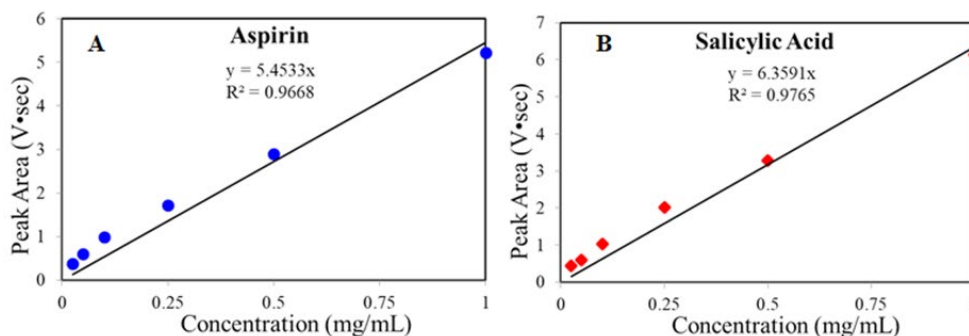 A
Aspirin
y = 5.4533x
R² = 0.9668
6
5
4
3
2
1
0
0
0.25
0.5
0.75
1
Peak Area (V•sec)
Concentration (mg/mL)
B
Salicylic Acid
y = 6.3591x
R² = 0.9765
7
6
5
4
3
2
1
0
0
0.25
0.5
0.75
Peak Area (V•sec)
Concentration (mg/mL)